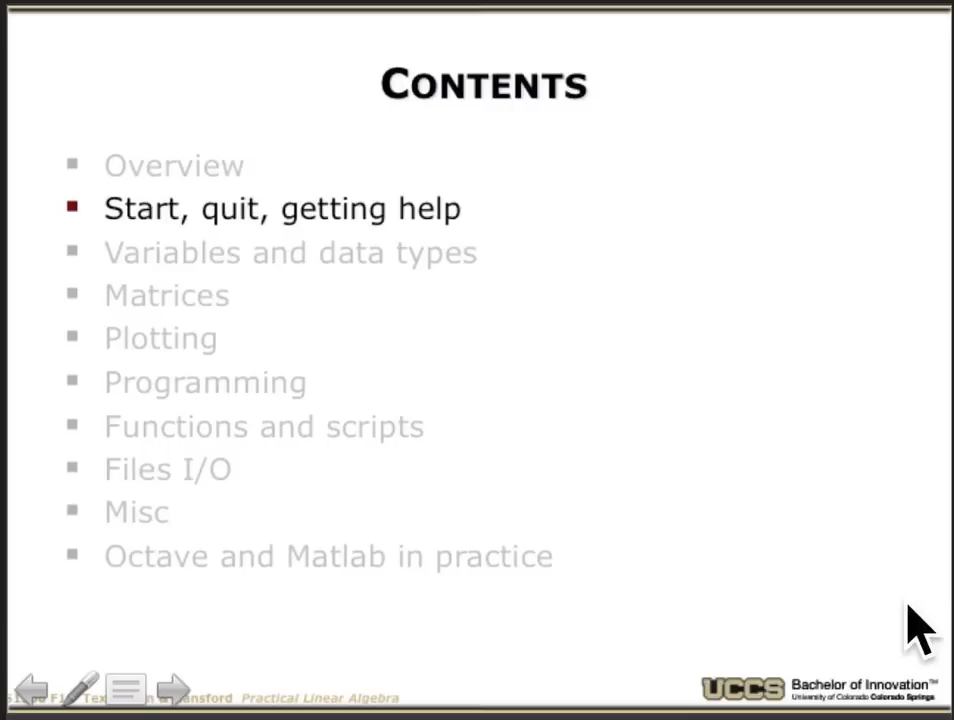 CONTENTS
Overview
Start, quit, getting help
Variables and data types
Matrices
Plotting
Programming
Functions and scripts
Files I/O
Misc
Octave and Matlab in practice
Practical Linear Algebra
UCCS
Bachelor of Innovation™
University of Colorado Colorado Springs